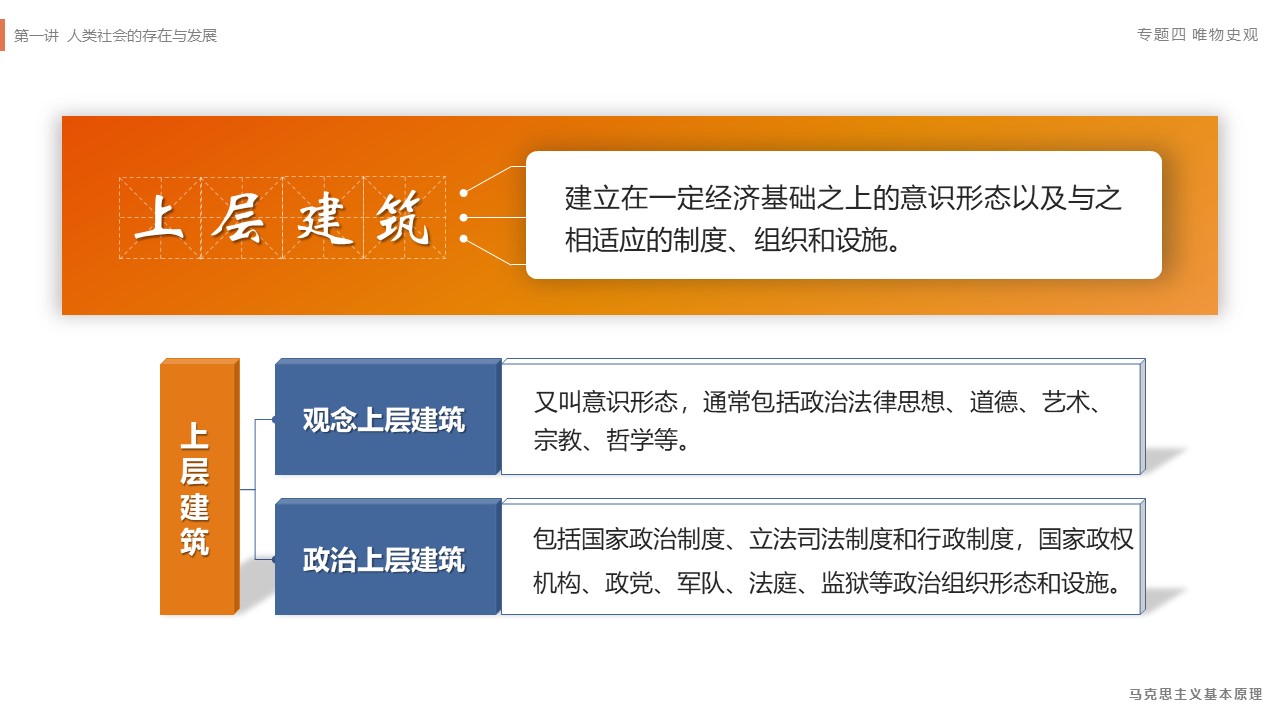 第一讲 人类社会的存在与发展
专题四 唯物史观
上层建筑
建立在一定经济基础之上的意识形态以及与之
相适应的制度、组织和设施。
上层建筑
观念上层建筑
又叫意识形态，通常包括政治法律思想、道德、艺术、
宗教、哲学等。
政治上层建筑
包括国家政治制度、立法司法制度和行政制度，国家政权
机构、政党、军队、法庭、监狱等政治组织形态和设施。
马克思主义基本原理